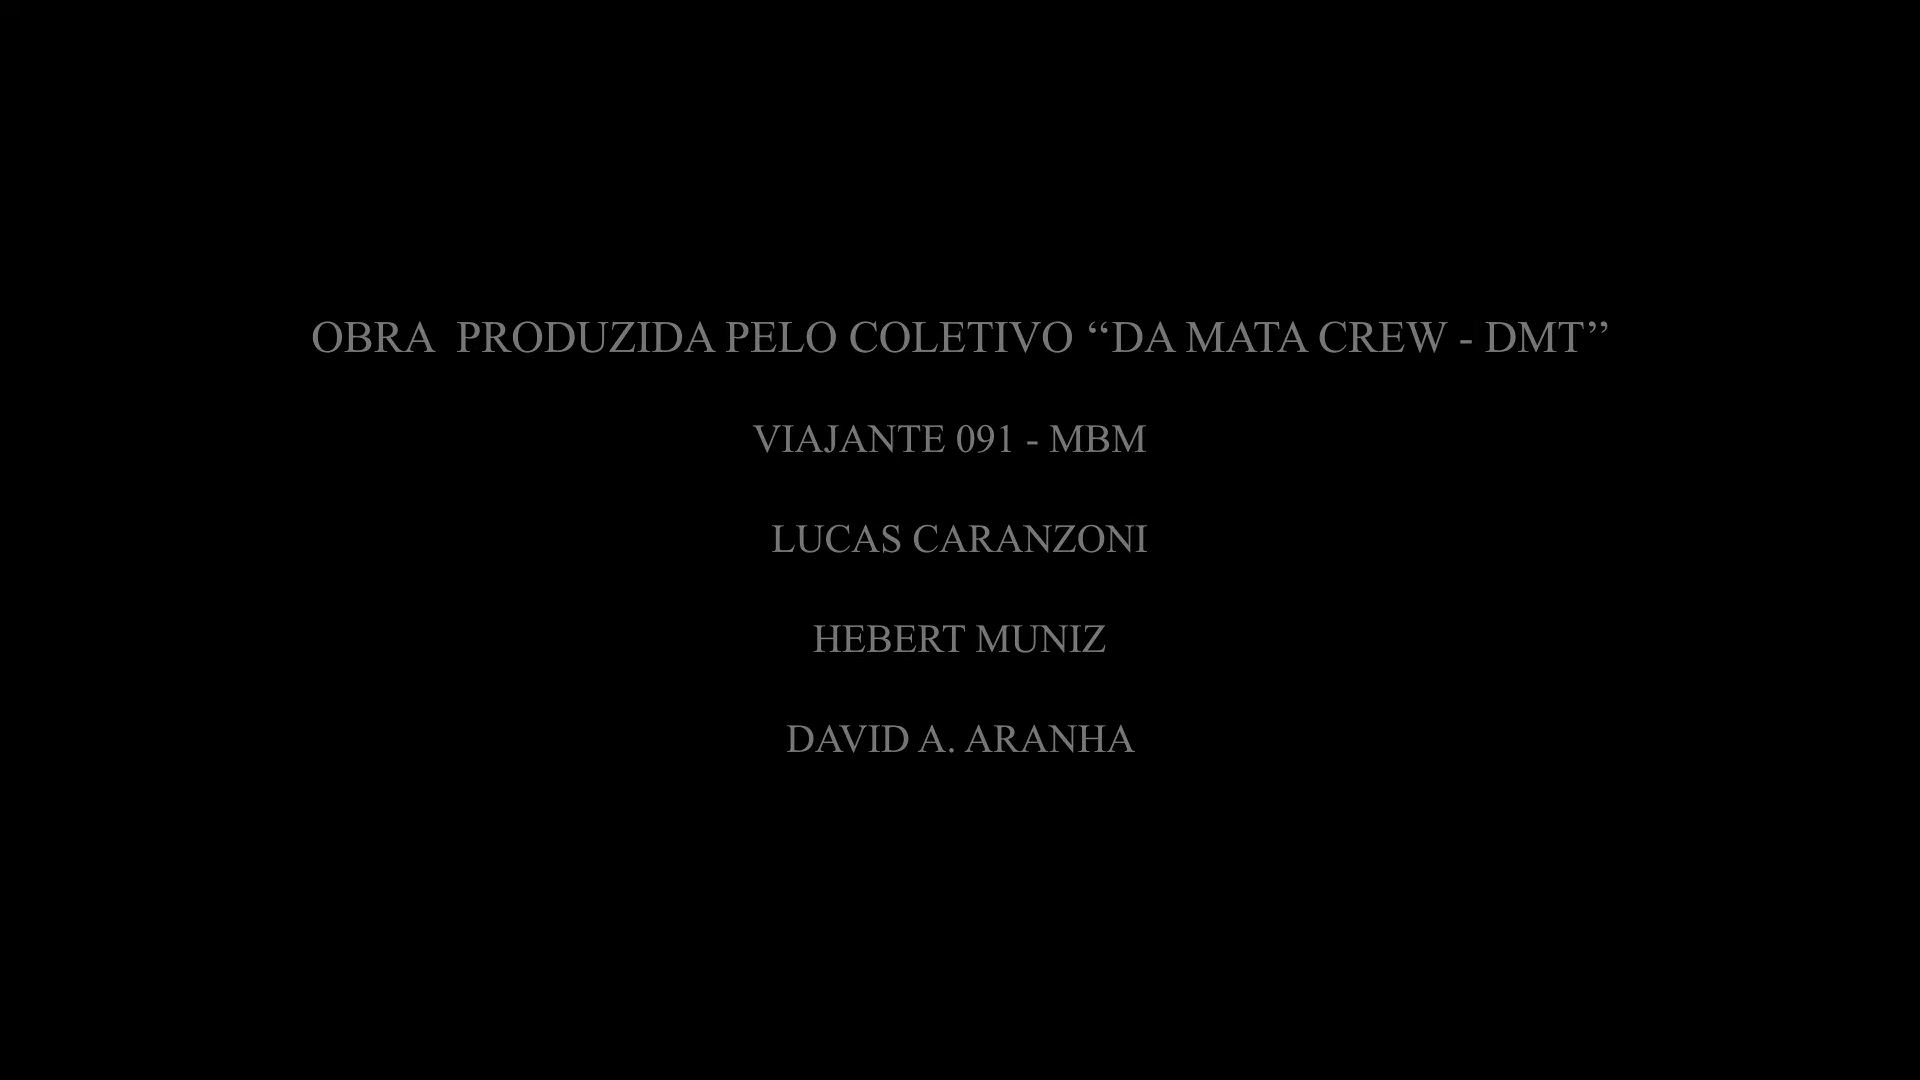 OBRA  PRODUZIDA PELO COLETIVO ‘‘DA MATA CREW - DMT’’
VIAJANTE 091 - MBM
LUCAS CARANZONI
HEBERT MUNIZ
DAVID A. ARANHA